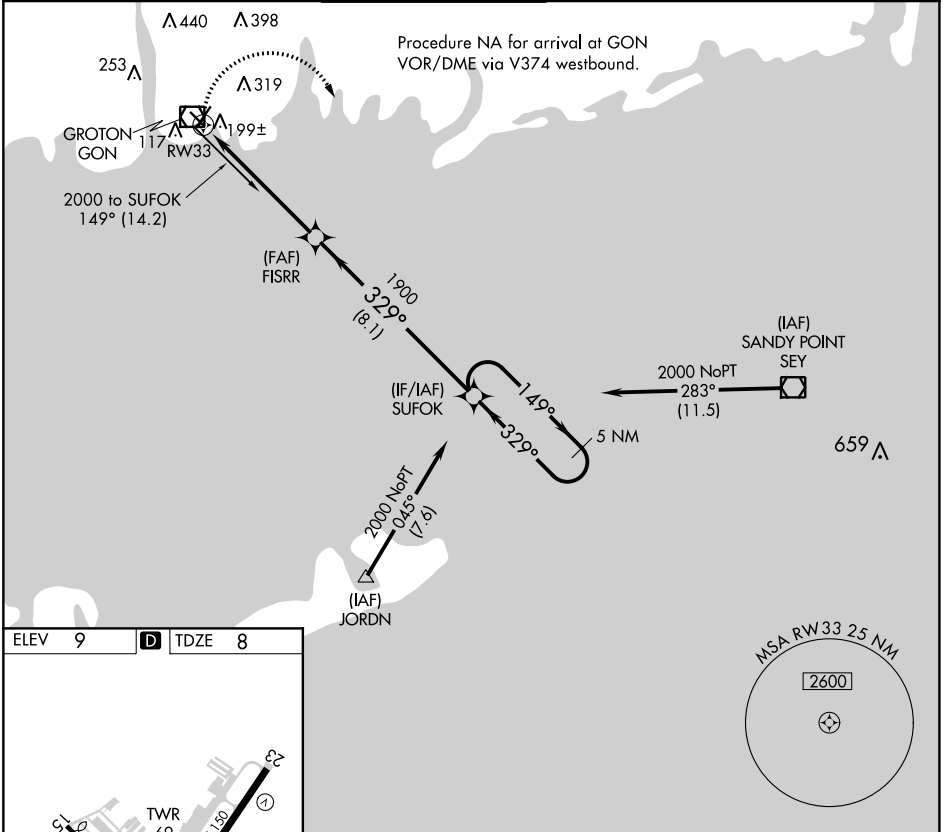 440
398
Procedure NA for arrival at GON
VOR/DME via V374 westbound.
253
319
GROTON
GON
117
199±
RW33
2000 to SUFOK
149° (14.2)
(FAF)
FISRR
1900
329°
(8.1)
(IAF)
SANDY POINT
SEY
2000 NoPT
283°
(11.5)
(IF/IAF)
SUFOK
149°
329°
5 NM
659
2000 NoPT
045°
(7.6)
(IAF)
JORDN
ELEV 9 D TDZE 8
MSA RW33 25 NM
2600
23
V
TWR
15
150